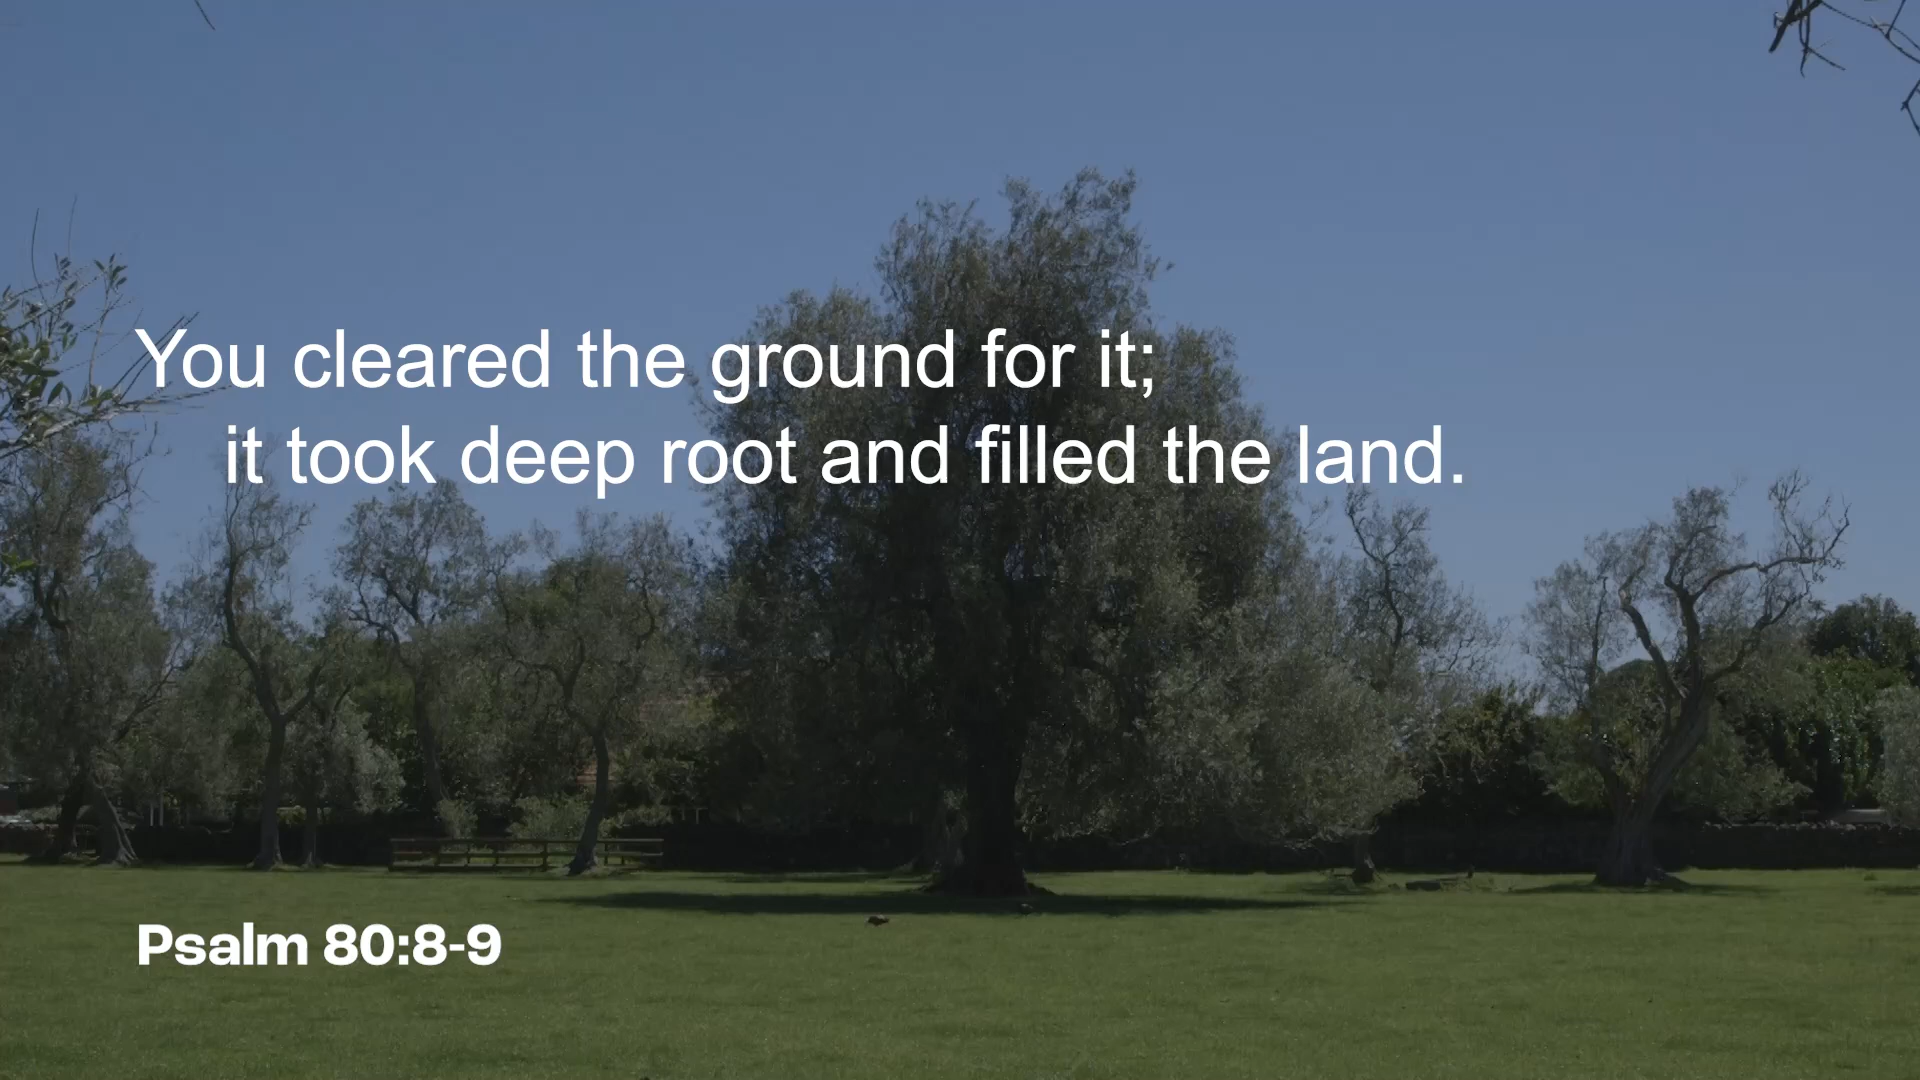 You cleared the ground for it;
it took deep root and filled the land.
Psalm 80:8-9